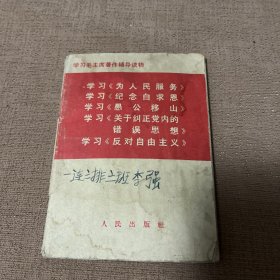 学习毛主席著作辅导读物
学习《为人民服务》
学习《纪念白求恩》
学习《愚公移山》
学习《关于纠正党内的
错误思想》
学习《反对自由主义》
一连二排二班李强
人民出版社